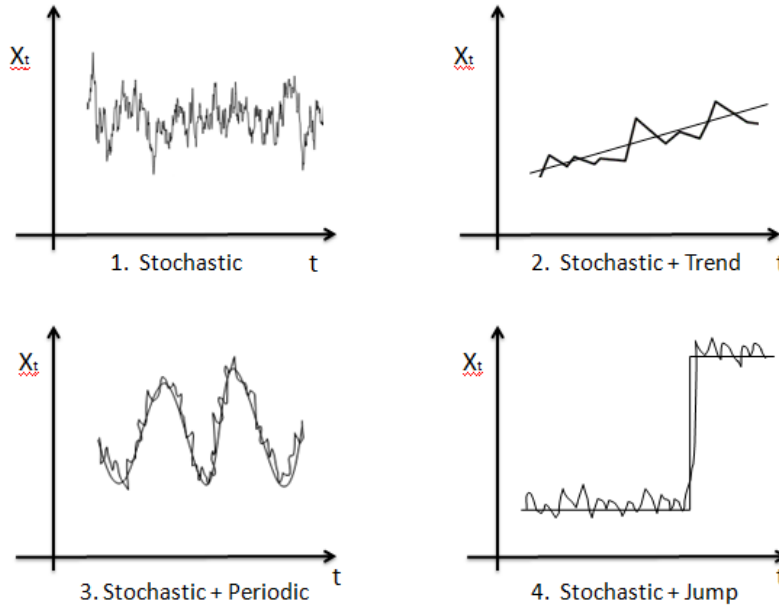 Xt
1. Stochastic
t
Xt
2. Stochastic + Trend
t
Xt
3. Stochastic + Periodic
t
Xt
4. Stochastic + Jump
t